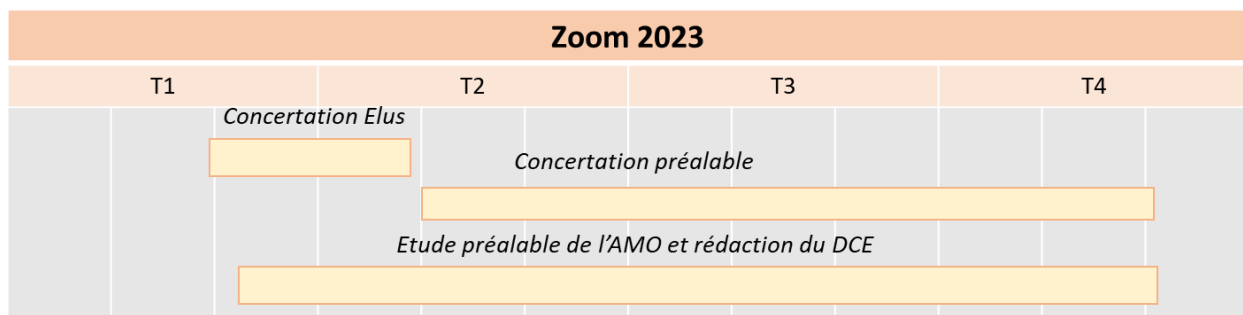 Zoom 2023
T1 T2 T3 T4
Concertation Elus
Concertation préalable
Etude préalable de l’AMO et rédaction du DCE